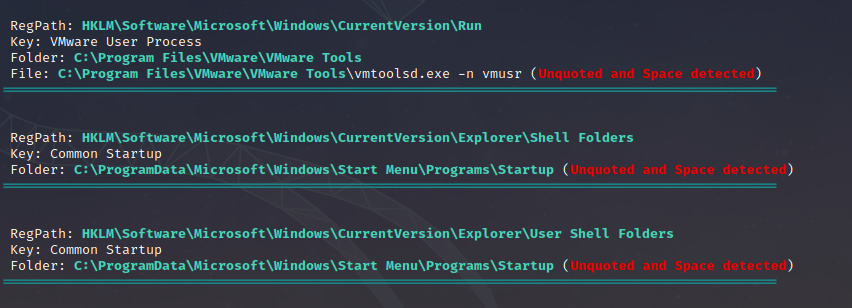 RegPath: HKLM\Software\Microsoft\Windows\CurrentVersion\Run
Key: VMware User Process
Folder: C:\Program Files\VMware\VMware Tools
File: C:\Program Files\VMware\VMware Tools\vmtoolsd.exe -n vmusr (Unquoted and Space detected)
RegPath: HKLM\Software\Microsoft\Windows\CurrentVersion\Explorer\Shell Folders
Key: Common Startup
Folder: C:\ProgramData\Microsoft\Windows\Start Menu\Programs\Startup (Unquoted and Space detected)
RegPath: HKLM\Software\Microsoft\Windows\CurrentVersion\Explorer\User Shell Folders
Key: Common Startup
Folder: C:\ProgramData\Microsoft\Windows\Start Menu\Programs\Startup (Unquoted and Space detected)